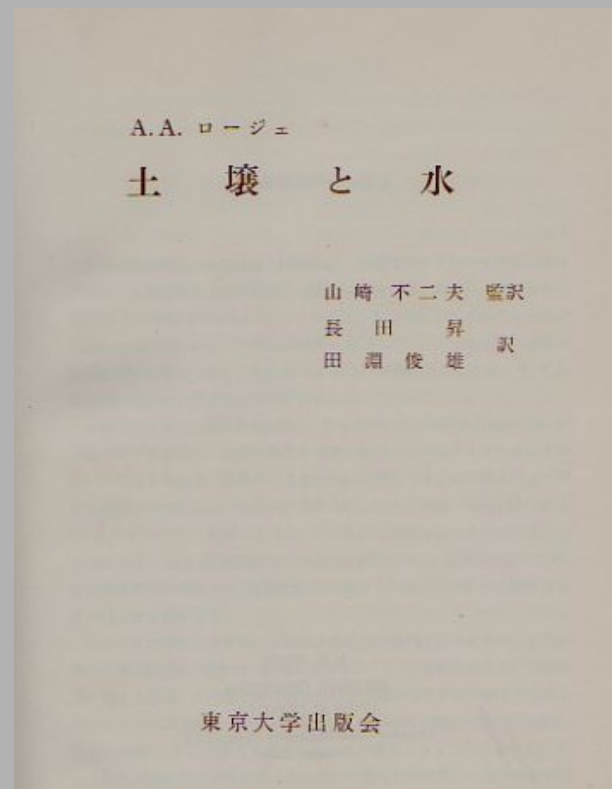 A.A. ロージェ
土壌と水
山崎不二夫 監訳
長田 昇
田淵俊雄 訳
東京大学出版会